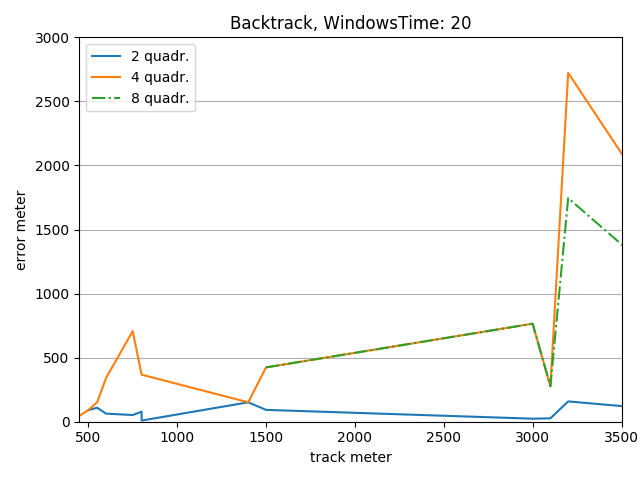 Backtrack, WindowsTime: 20
3000
2500
2000
1500
1000
500
0
error meter
2 quadr.
4 quadr.
8 quadr.
500 1000 1500 2000 2500 3000 3500
track meter